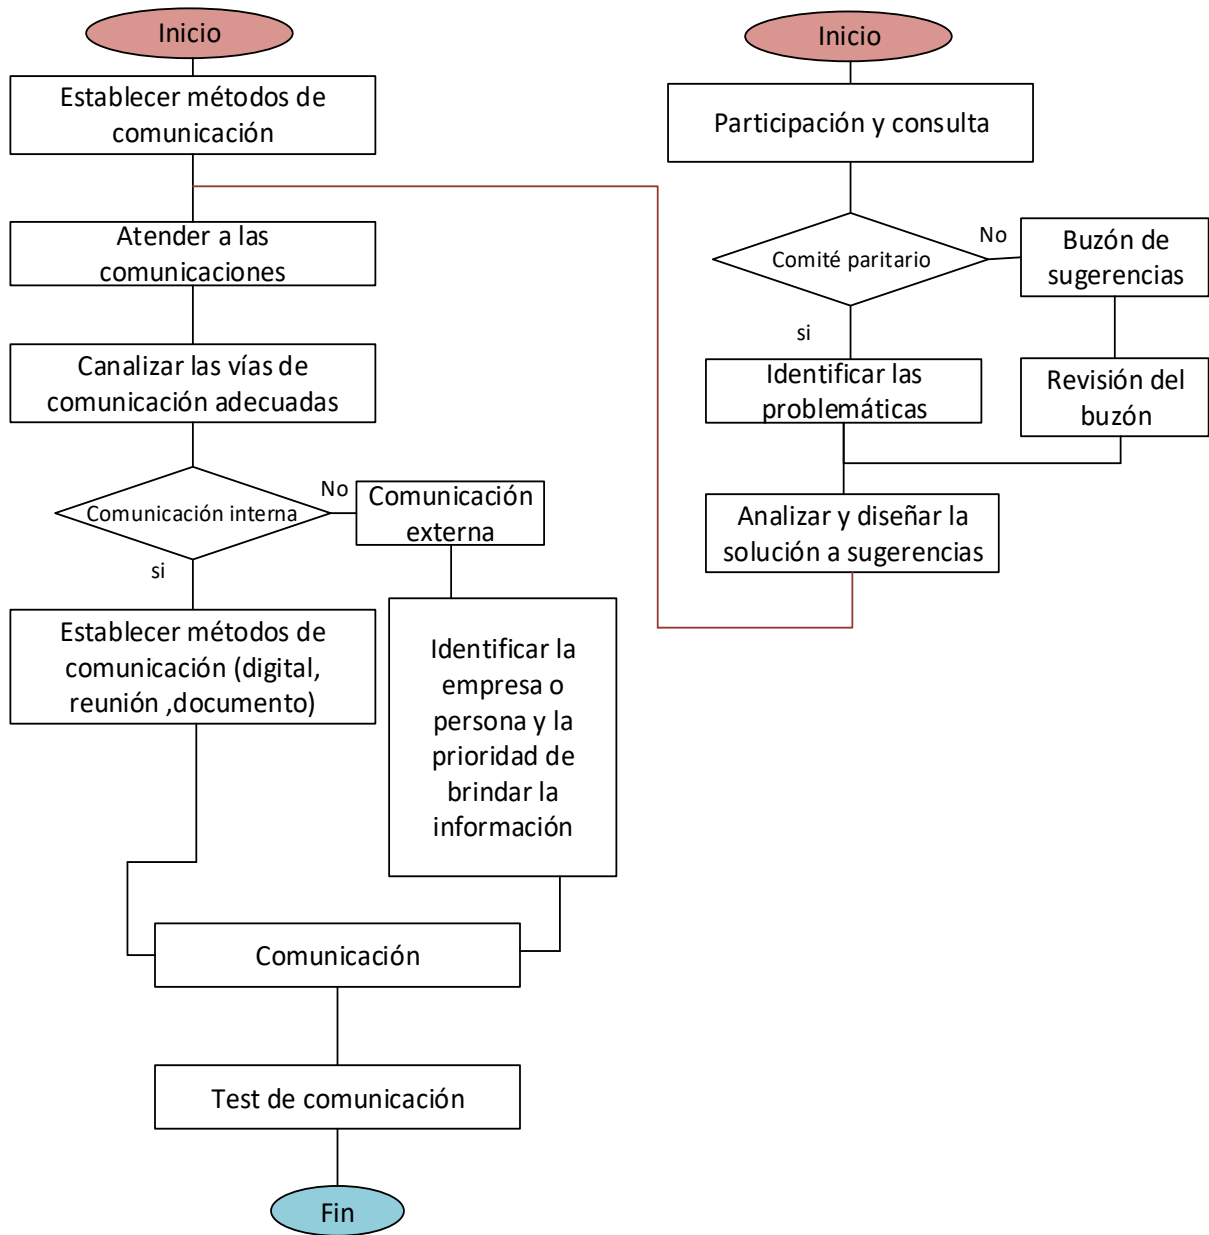 Inicio
Establecer métodos de
comunicación
Atender a las
comunicaciones
Canalizar las vías de
comunicación adecuadas
Comunicación interna
No
Comunicación
externa
si
Establecer métodos de
comunicación (digital,
reunión ,documento)
Identificar la
empresa o
persona y la
prioridad de
brindar la
información
Comunicación
Test de comunicación
Fin
Inicio
Participación y consulta
Comité paritario
No
Buzón de
sugerencias
si
Identificar las
problemáticas
Revisión del
buzón
Analizar y diseñar la
solución a sugerencias